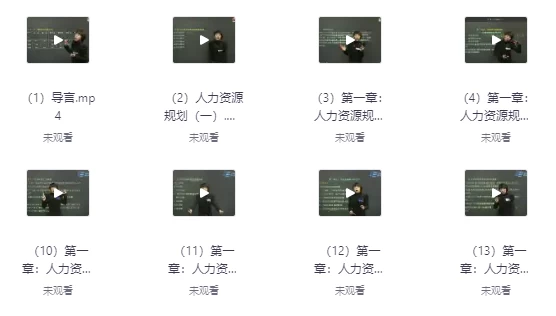 （1）导言.mp
4
（2）人力资源
规划（一）....
（3）第一章：
人力资源规...
（4）第一章：
人力资源规...
未观看
未观看
未观看
未观看
（10）第一
章：人力资...
（11）第一
章：人力资...
（12）第一
章：人力资...
（13）第一
章：人力资...
未观看
未观看
未观看
未观看